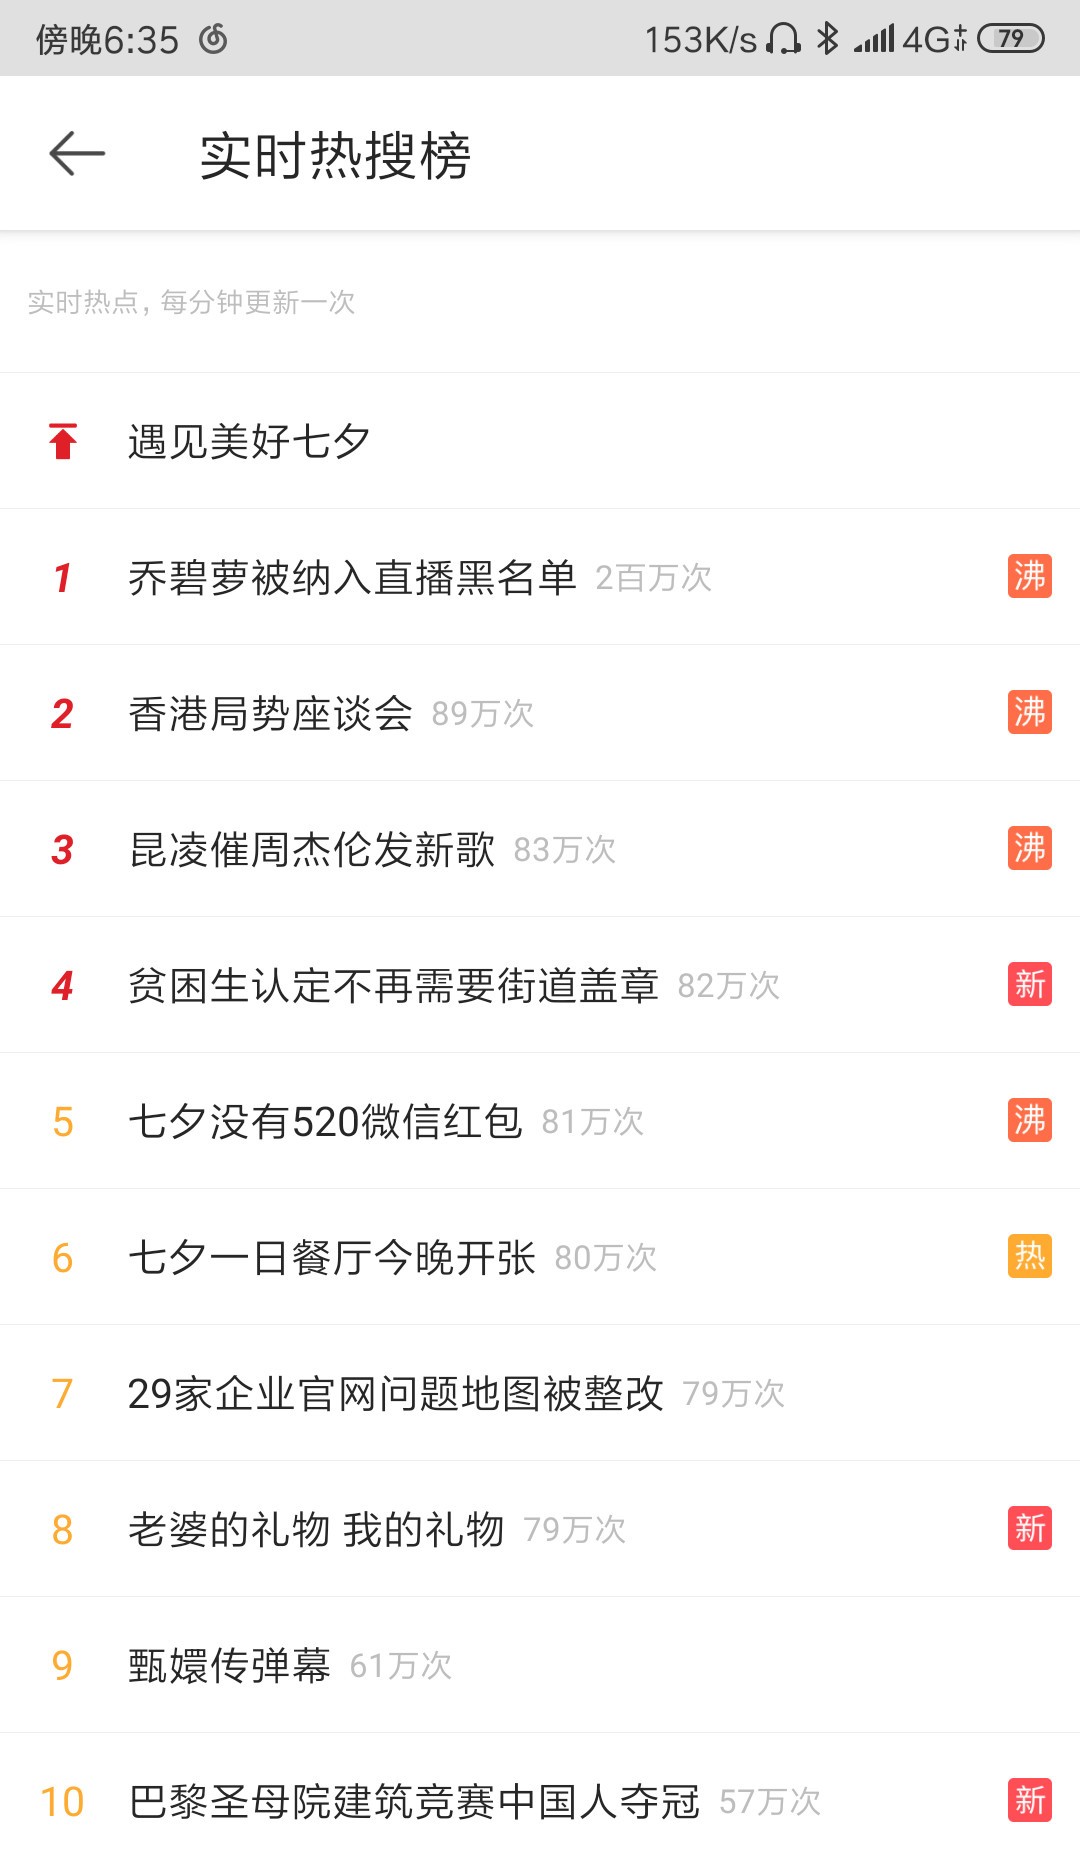 傍晚6:35 153K/s 4G 79
实时热搜榜
实时热点，每分钟更新一次
遇见美好七夕
1 乔碧萝被纳入直播黑名单 2百万次 沸
2 香港局势座谈会 89万次 沸
3 昆凌催周杰伦发新歌 83万次 沸
4 贫困生认定不再需要街道盖章 82万次 新
5 七夕没有520微信红包 81万次 沸
6 七夕一日餐厅今晚开张 80万次 热
7 29家企业官网问题地图被整改 79万次
8 老婆的礼物 我的礼物 79万次 新
9 甄嬛传弹幕 61万次
10 巴黎圣母院建筑竞赛中国人夺冠 57万次 新